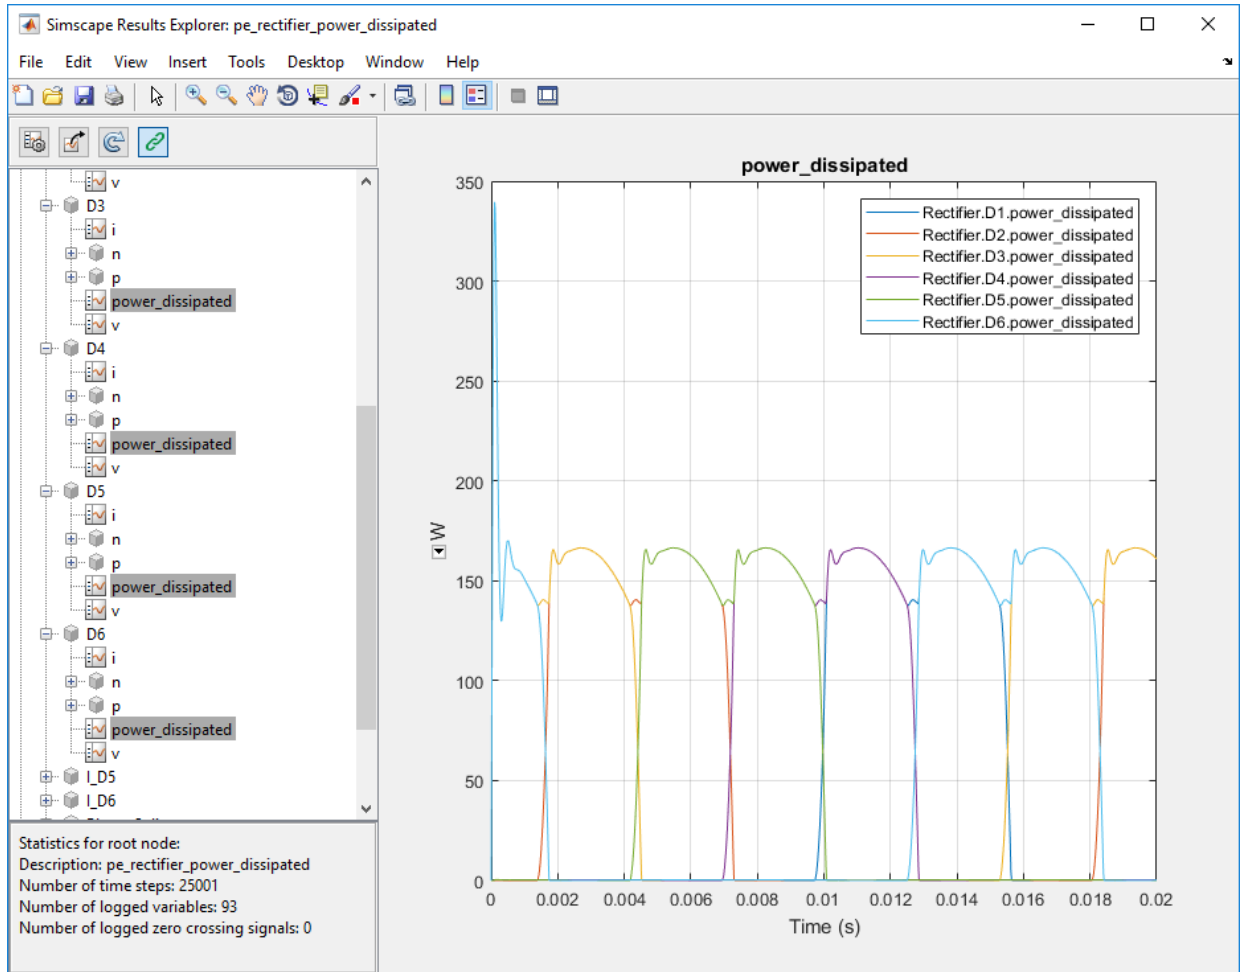 Simscape Results Explorer: pe_rectifier_power_dissipated
File Edit View Insert Tools Desktop Window Help
v
D3
i
n
p
power_dissipated
v
D4
i
n
p
power_dissipated
v
D5
i
n
p
power_dissipated
v
D6
i
n
p
power_dissipated
v
I_D5
I_D6
Statistics for root node:
Description: pe_rectifier_power_dissipated
Number of time steps: 25001
Number of logged variables: 93
Number of logged zero crossing signals: 0
power_dissipated
350
300
250
200
150
100
50
0
W
Rectifier.D1.power_dissipated
Rectifier.D2.power_dissipated
Rectifier.D3.power_dissipated
Rectifier.D4.power_dissipated
Rectifier.D5.power_dissipated
Rectifier.D6.power_dissipated
0 0.002 0.004 0.006 0.008 0.01 0.012 0.014 0.016 0.018 0.02
Time (s)